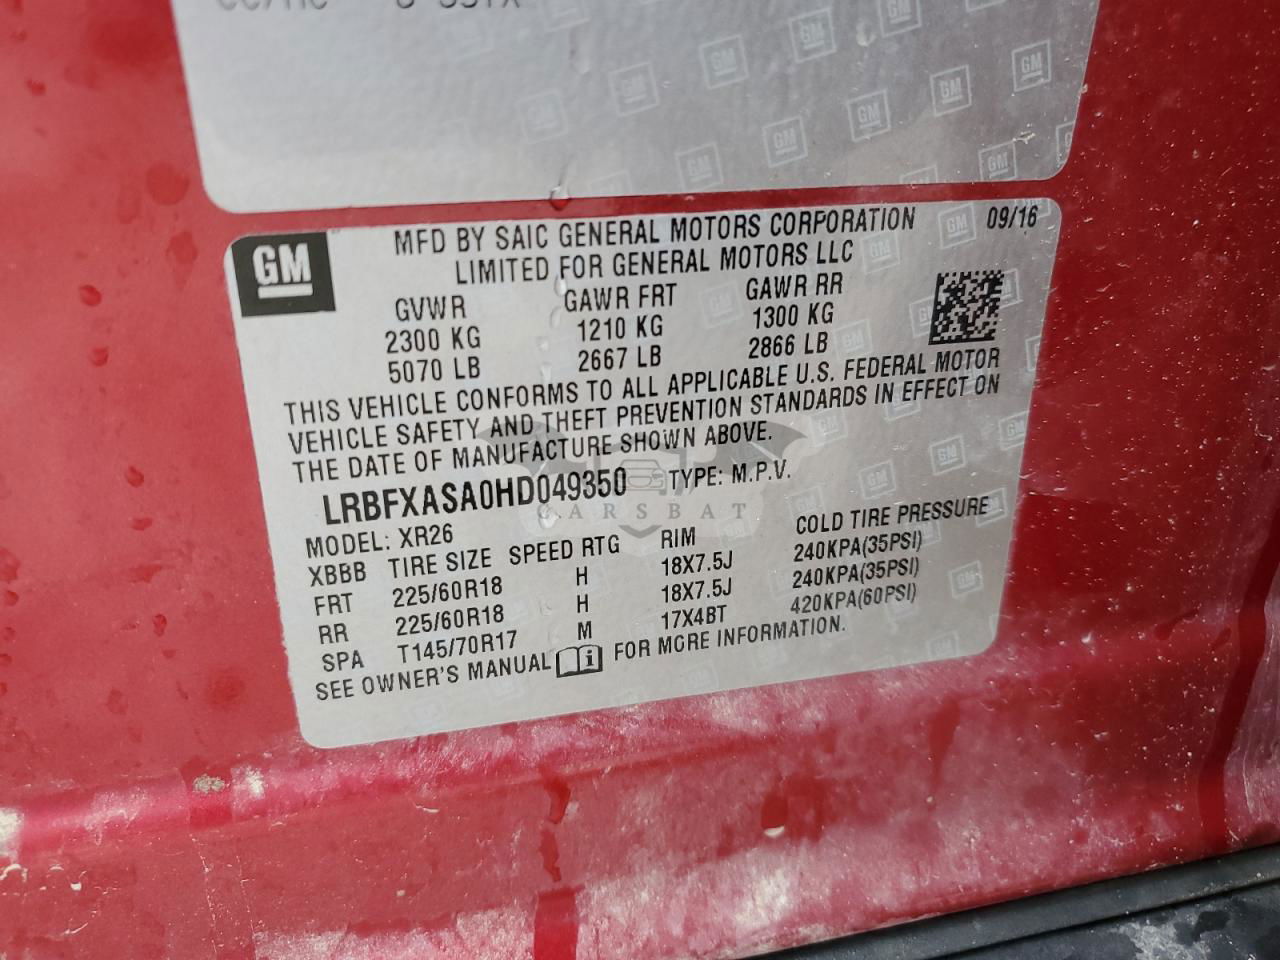 GM
MFD BY SAIC GENERAL MOTORS CORPORATION 09/16
LIMITED FOR GENERAL MOTORS LLC
GVWR GAWR FRT GAWR RR
2300 KG 1210 KG 1300 KG
5070 LB 2667 LB 2866 LB
THIS VEHICLE CONFORMS TO ALL APPLICABLE U.S. FEDERAL MOTOR
VEHICLE SAFETY AND THEFT PREVENTION STANDARDS IN EFFECT ON
THE DATE OF MANUFACTURE SHOWN ABOVE.
LRBFXASA0HD049350 TYPE: M.P.V.
CARSBAT
MODEL: XR26
XBBB TIRE SIZE SPEED RTG RIM COLD TIRE PRESSURE
FRT 225/60R18 H 18X7.5J 240KPA(35PSI)
RR 225/60R18 H 18X7.5J 240KPA(35PSI)
SPA T145/70R17 M 17X4BT 420KPA(60PSI)
SEE OWNER'S MANUAL FOR MORE INFORMATION.